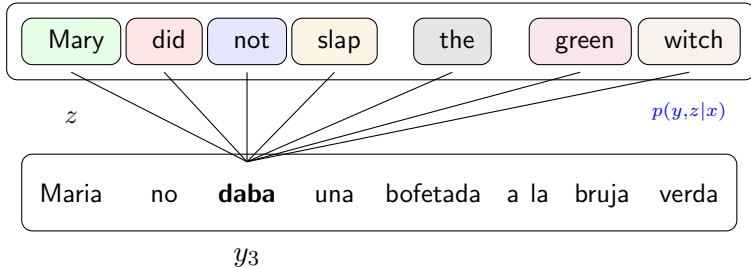 Mary did not slap the green witch
z p(y,z|x)
Maria no daba una bofetada a la bruja verda
y3